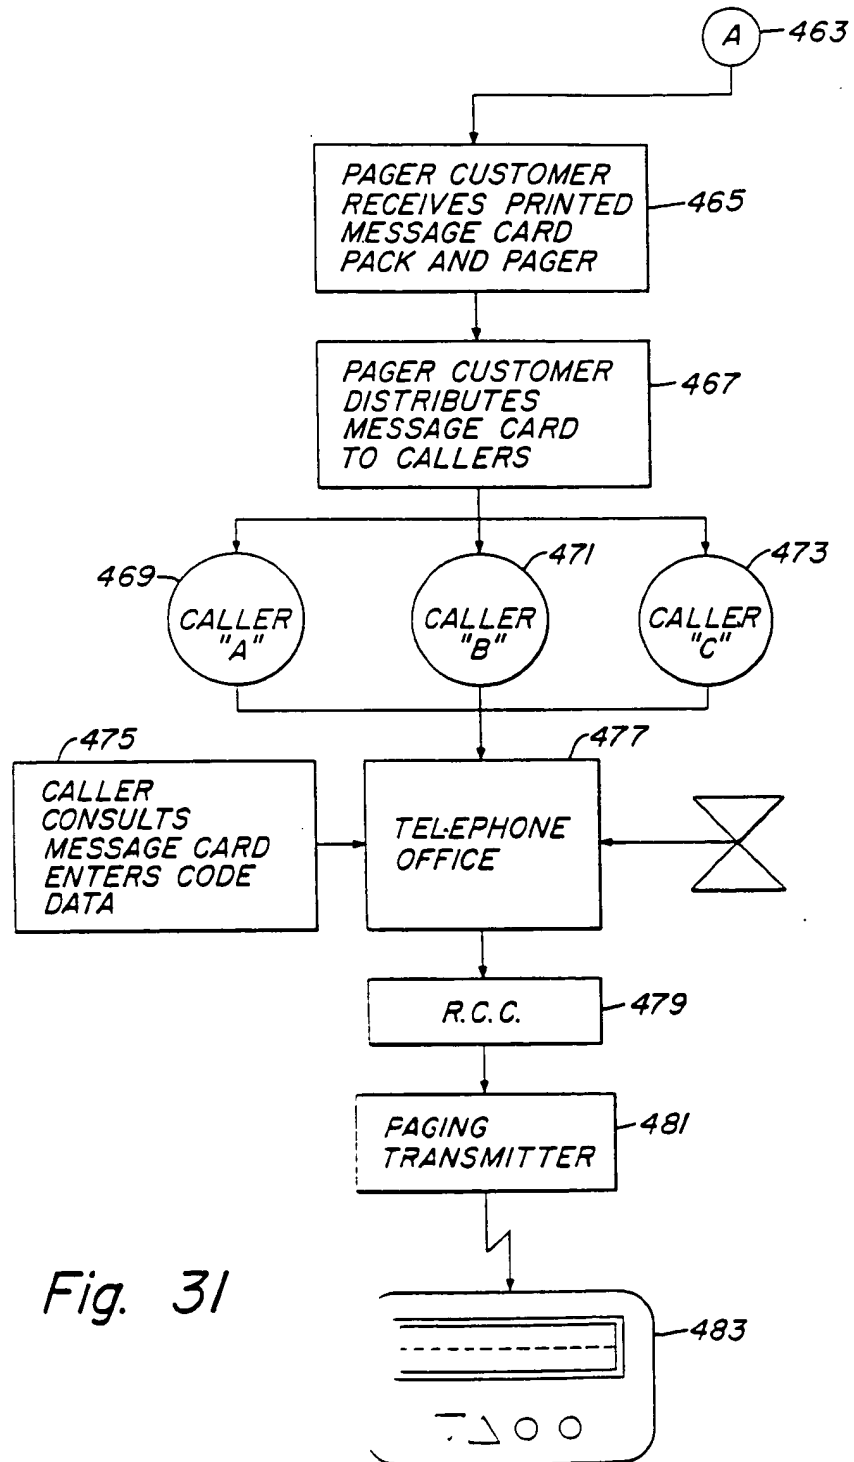 A
463
PAGER CUSTOMER
RECEIVES PRINTED
MESSAGE CARD
PACK AND PAGER
465
PAGER CUSTOMER
DISTRIBUTES
MESSAGE CARD
TO CALLERS
467
469
CALLER
"A"
471
CALLER
"B"
473
CALLER
"C"
475
CALLER
CONSULTS
MESSAGE CARD
ENTERS CODE
DATA
477
TELEPHONE
OFFICE
R.C.C.
479
PAGING
TRANSMITTER
481
Fig. 31
483